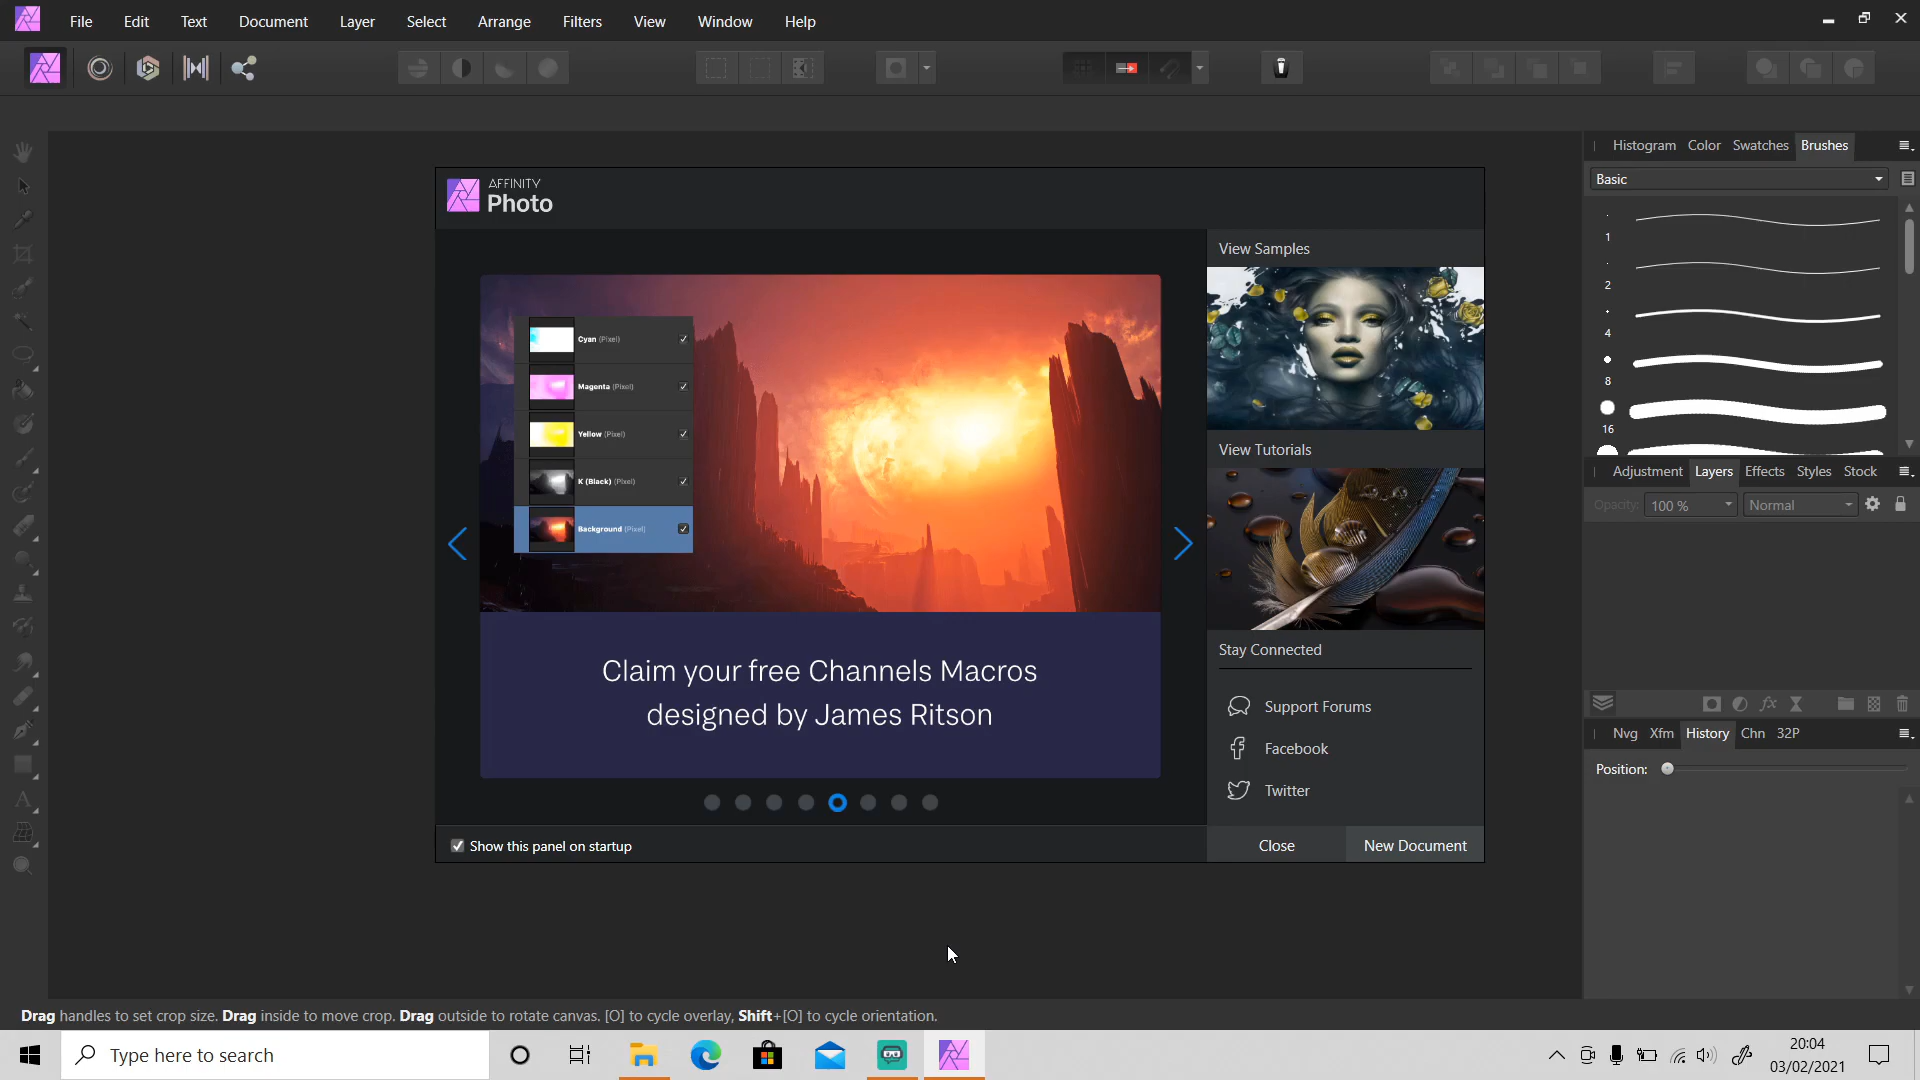 File Edit Text Document Layer Select Arrange Filters View Window Help
Histogram Color Swatches Brushes
Basic
1
2
4
8
16
AFFINITY
Photo
Cyan (Pixel)
Magenta (Pixel)
Yellow (Pixel)
K (Black) (Pixel)
Background (Pixel)
Claim your free Channels Macros
designed by James Ritson
Show this panel on startup
View Samples
View Tutorials
Stay Connected
Support Forums
Facebook
Twitter
Close New Document
Adjustment Layers Effects Styles Stock
Opacity: 100 % Normal
Nvg Xfm History Chn 32P
Position:
Drag handles to set crop size. Drag inside to move crop. Drag outside to rotate canvas. [O] to cycle overlay, Shift+[O] to cycle orientation.
Type here to search
20:04
03/02/2021